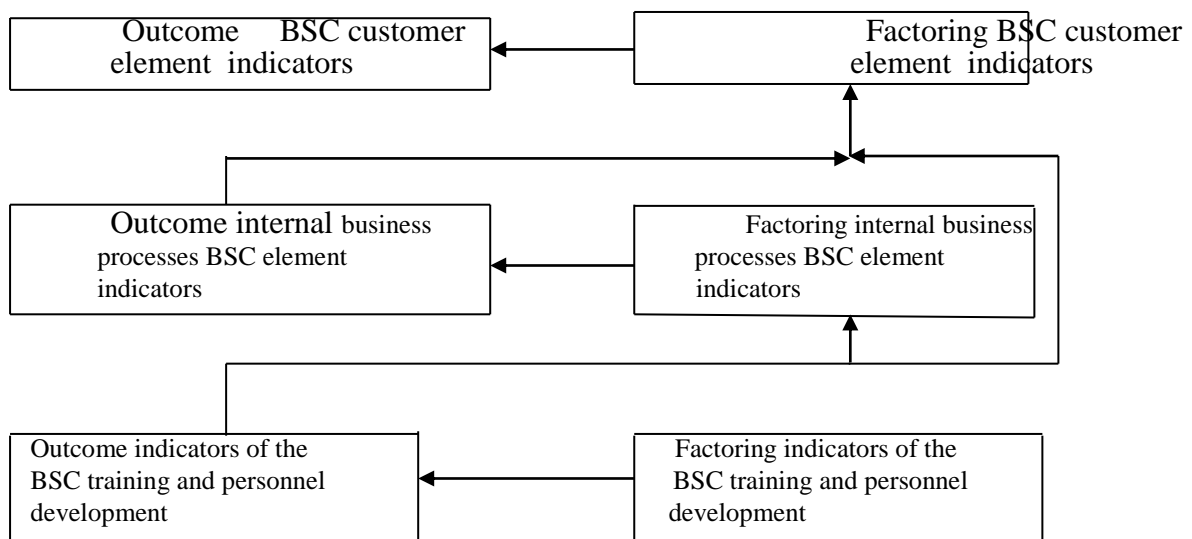 Outcome BSC customer
element indicators
Factoring BSC customer
element indicators
Outcome internal business
processes BSC element
indicators
Factoring internal business
processes BSC element
indicators
Outcome indicators of the
BSC training and personnel
development
Factoring indicators of the
BSC training and personnel
development